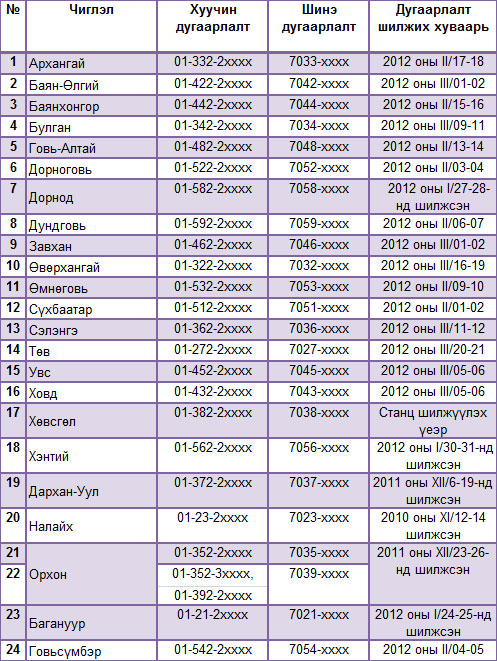 № Чиглэл Хуучин дугаарлалт Шинэ дугаарлалт Дугаарлалт шилжих хуваарь
1 Архангай 01-332-2xxxx 7033-xxxx 2012 оны II/17-18
2 Баян-Өлгий 01-422-2xxxx 7042-xxxx 2012 оны III/01-02
3 Баянхонгор 01-442-2xxxx 7044-xxxx 2012 оны II/15-16
4 Булган 01-342-2xxxx 7034-xxxx 2012 оны III/09-11
5 Говь-Алтай 01-482-2xxxx 7048-xxxx 2012 оны II/13-14
6 Дорноговь 01-522-2xxxx 7052-xxxx 2012 оны II/03-04
7 Дорнод 01-582-2xxxx 7058-xxxx 2012 оны I/27-28-
нд шилжсэн
8 Дундговь 01-592-2xxxx 7059-xxxx 2012 оны II/06-07
9 Завхан 01-462-2xxxx 7046-xxxx 2012 оны III/01-02
10 Өвөрхангай 01-322-2xxxx 7032-xxxx 2012 оны III/16-19
11 Өмнөговь 01-532-2xxxx 7053-xxxx 2012 оны II/09-10
12 Сүхбаатар 01-512-2xxxx 7051-xxxx 2012 оны II/01-02
13 Сэлэнгэ 01-362-2xxxx 7036-xxxx 2012 оны III/11-12
14 Төв 01-272-2xxxx 7027-xxxx 2012 оны III/20-21
15 Увс 01-452-2xxxx 7045-xxxx 2012 оны III/05-06
16 Ховд 01-432-2xxxx 7043-xxxx 2012 оны III/05-06
17 Хөвсгөл 01-382-2xxxx 7038-xxxx Станц шилжүүлэх
үеэр
18 Хэнтий 01-562-2xxxx 7056-xxxx 2012 оны I/30-31-нд
шилжсэн
19 Дархан-Уул 01-372-2xxxx 7037-xxxx 2011 оны XII/6-19-нд
шилжсэн
20 Налайх 01-23-2xxxx 7023-xxxx 2010 оны XI/12-14
шилжсэн
21 01-352-2xxxx 7035-xxxx 2011 оны XII/23-26-
22 Орхон 01-352-3xxxx, 7039-xxxx нд шилжсэн
01-392-2xxxx
23 Багануур 01-21-2xxxx 7021-xxxx 2012 оны I/24-25-нд
шилжсэн
24 Говьсүмбэр 01-542-2xxxx 7054-xxxx 2012 оны II/04-05